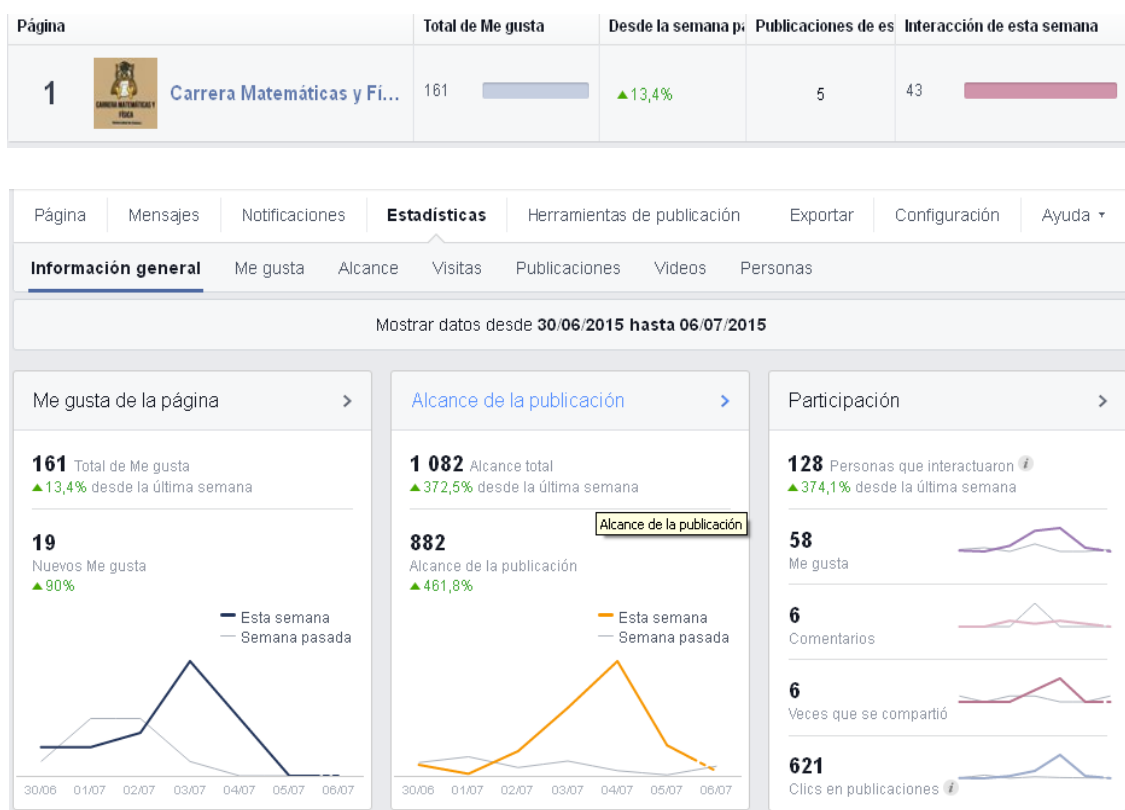 Página Total de Me gusta Desde la semana pa Publicaciones de es Interacción de esta semana
1 CARRERA MATEMÁTICAS Y FÍSICA Carrera Matemáticas y Fí... 161 ▲13,4% 5 43
Página Mensajes Notificaciones Estadísticas Herramientas de publicación Exportar Configuración Ayuda
Información general Me gusta Alcance Visitas Publicaciones Videos Personas
Mostrar datos desde 30/06/2015 hasta 06/07/2015
Me gusta de la página
161 Total de Me gusta
▲13,4% desde la última semana
19
Nuevos Me gusta
▲90%
Esta semana
Semana pasada
30/06 01/07 02/07 03/07 04/07 05/07 06/07
Alcance de la publicación
1 082 Alcance total
▲372,5% desde la última semana
Alcance de la publicación
882
Alcance de la publicación
▲461,8%
Esta semana
Semana pasada
30/06 01/07 02/07 03/07 04/07 05/07 06/07
Participación
128 Personas que interactuaron i
▲374,1% desde la última semana
58
Me gusta
6
Comentarios
6
Veces que se compartió
621
Clics en publicaciones i